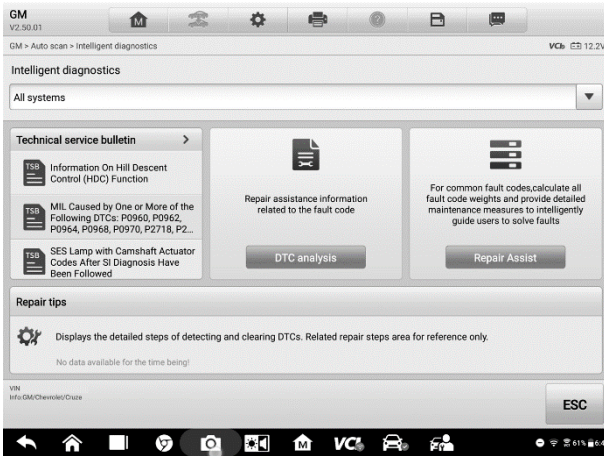 GM
V2.50.01
M
GM > Auto scan > Intelligent diagnostics
VCI 12.2V
Intelligent diagnostics
All systems
Technical service bulletin >
TSB
Information On Hill Descent
Control (HDC) Function
TSB
MIL Caused by One or More of the
Following DTCs: P0960, P0962,
P0964, P0968, P0970, P2718, P2...
TSB
SES Lamp with Camshaft Actuator
Codes After SI Diagnosis Have
Been Followed
Repair assistance information
related to the fault code
DTC analysis
For common fault codes,calculate all
fault code weights and provide detailed
maintenance measures to intelligently
guide users to solve faults
Repair Assist
Repair tips
Displays the detailed steps of detecting and clearing DTCs. Related repair steps area for reference only.
No data available for the time being!
VIN
Info:GM/Chevrolet/Cruze
ESC
M
VCI
61%